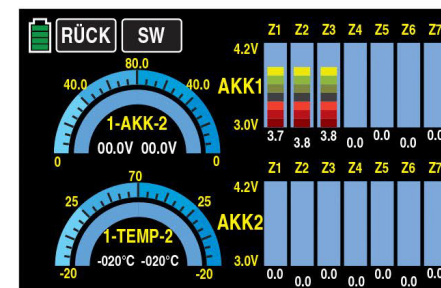 RÜCK SW
80.0
40.0 40.0
1-AKK-2
00.0V 00.0V
0 0
70
25 25
1-TEMP-2
-020°C -020°C
-20 -20
Z1 Z2 Z3 Z4 Z5 Z6 Z7
4.2V
AKK1
3.0V
3.7 3.8 3.8 0.0 0.0 0.0 0.0
Z1 Z2 Z3 Z4 Z5 Z6 Z7
4.2V
AKK2
3.0V
0.0 0.0 0.0 0.0 0.0 0.0 0.0